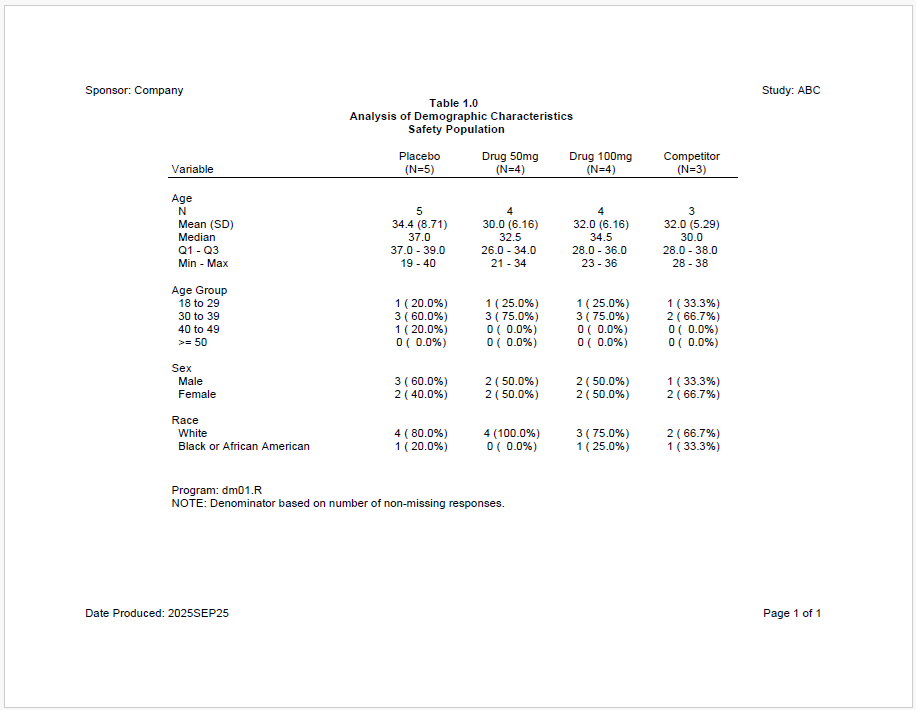 Sponsor: Company Study: ABC
Table 1.0
Analysis of Demographic Characteristics
Safety Population
Placebo Drug 50mg Drug 100mg Competitor
Variable (N=5) (N=4) (N=4) (N=3)
Age
N 5 4 4 3
Mean (SD) 34.4 (8.71) 30.0 (6.16) 32.0 (6.16) 32.0 (5.29)
Median 37.0 32.5 34.5 30.0
Q1 - Q3 37.0 - 39.0 26.0 - 34.0 28.0 - 36.0 28.0 - 38.0
Min - Max 19 - 40 21 - 34 23 - 36 28 - 38
Age Group
18 to 29 1 ( 20.0%) 1 ( 25.0%) 1 ( 25.0%) 1 ( 33.3%)
30 to 39 3 ( 60.0%) 3 ( 75.0%) 3 ( 75.0%) 2 ( 66.7%)
40 to 49 1 ( 20.0%) 0 (  0.0%) 0 (  0.0%) 0 (  0.0%)
>= 50 0 (  0.0%) 0 (  0.0%) 0 (  0.0%) 0 (  0.0%)
Sex
Male 3 ( 60.0%) 2 ( 50.0%) 2 ( 50.0%) 1 ( 33.3%)
Female 2 ( 40.0%) 2 ( 50.0%) 2 ( 50.0%) 2 ( 66.7%)
Race
White 4 ( 80.0%) 4 (100.0%) 3 ( 75.0%) 2 ( 66.7%)
Black or African American 1 ( 20.0%) 0 (  0.0%) 1 ( 25.0%) 1 ( 33.3%)
Program: dm01.R
NOTE: Denominator based on number of non-missing responses.
Date Produced: 2025SEP25 Page 1 of 1